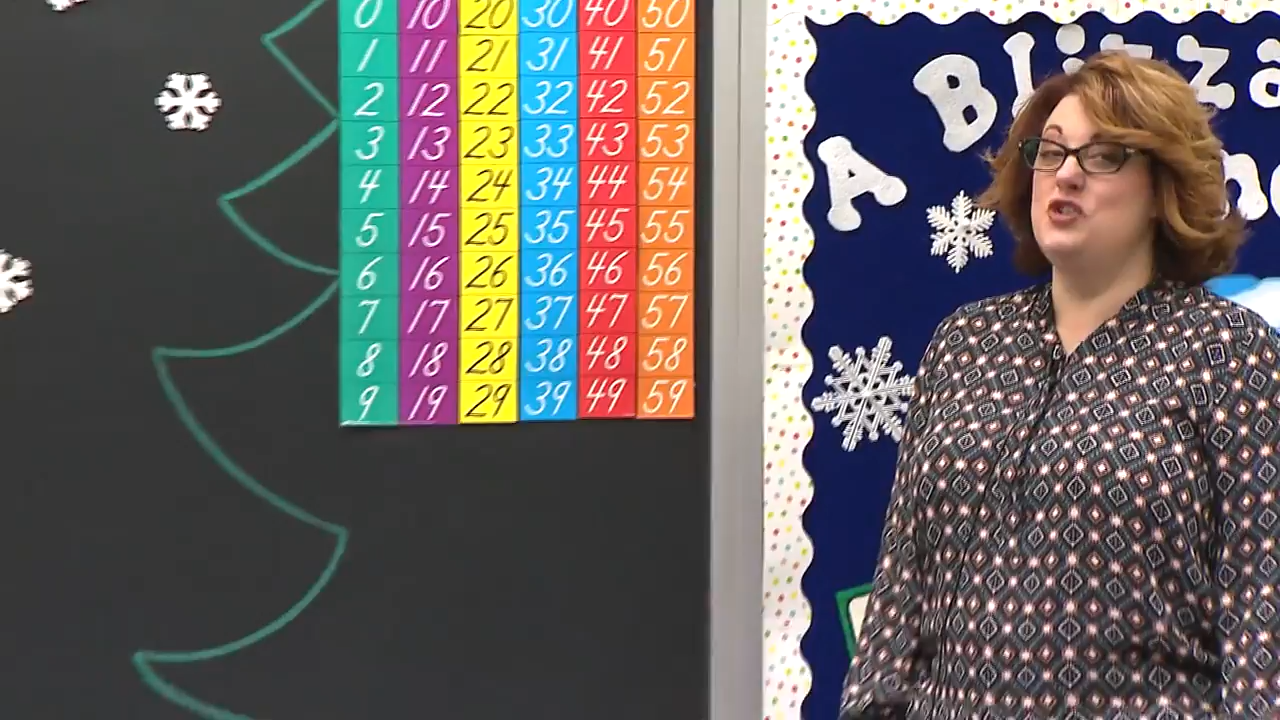 0 10 20 30 40 50
1 11 21 31 41 51
2 12 22 32 42 52
3 13 23 33 43 53
4 14 24 34 44 54
5 15 25 35 45 55
6 16 26 36 46 56
7 17 27 37 47 57
8 18 28 38 48 58
9 19 29 39 49 59
A Blizza